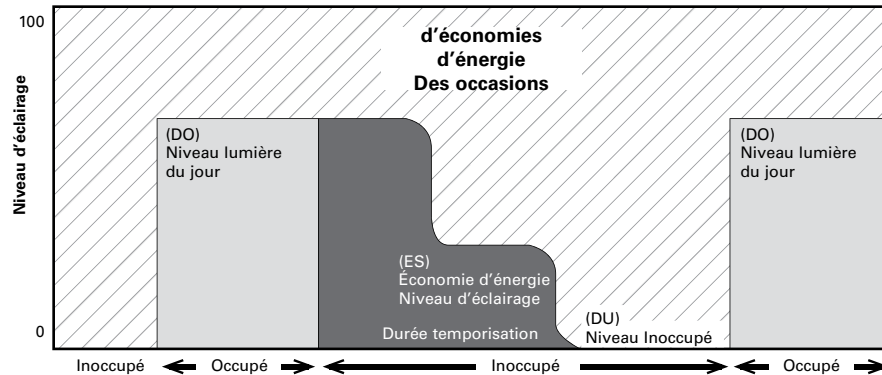 100
d'économies
d'énergie
Des occasions
Niveau d'éclairage
(DO)
Niveau lumière
du jour
(DO)
Niveau lumière
du jour
(ES)
Économie d'énergie
Niveau d'éclairage
Durée temporisation
(DU)
Niveau Inoccupé
0
Inoccupé Occupé Inoccupé Occupé